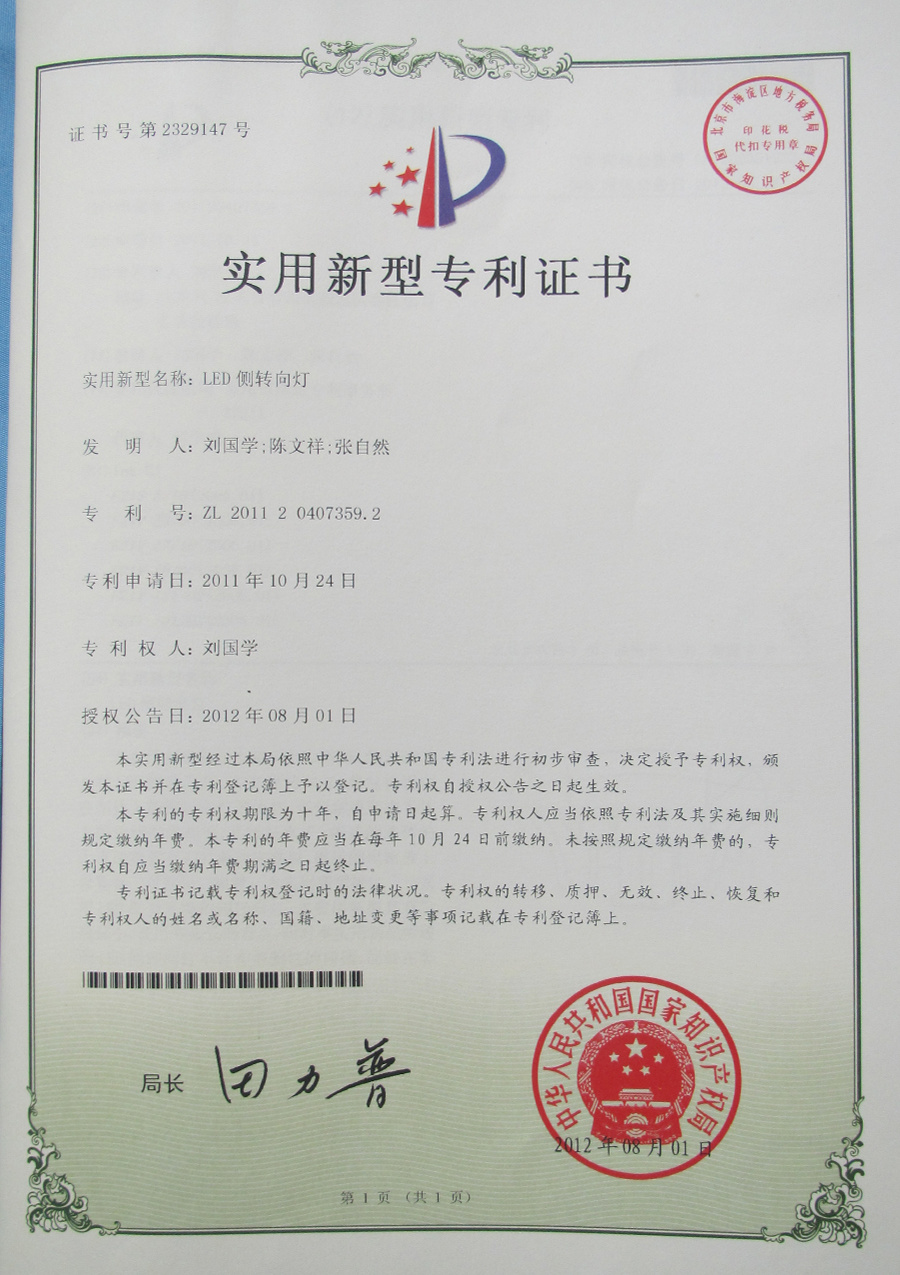 证书号第2329147号
北京市海淀区地方税务局
印花税
代扣专用章
国家知识产权局
实用新型专利证书
实用新型名称：LED侧转向灯
发明人：刘国学;陈文祥;张自然
专利号：ZL 2011 2 0407359.2
专利申请日：2011年10月24日
专利权人：刘国学
授权公告日：2012年08月01日
本实用新型经过本局依照中华人民共和国专利法进行初步审查，决定授予专利权，颁
发本证书并在专利登记簿上予以登记。专利权自授权公告之日起生效。
本专利的专利权期限为十年，自申请日起算。专利权人应当依照专利法及其实施细则
规定缴纳年费。本专利的年费应当在每年10月24日前缴纳。未按照规定缴纳年费的，专
利权自应当缴纳年费期满之日起终止。
专利证书记载专利权登记时的法律状况。专利权的转移、质押、无效、终止、恢复和
专利权人的姓名或名称、国籍、地址变更等事项记载在专利登记簿上。
局长 田力普
中华人民共和国国家知识产权局
2012年08月01日
第1页（共1页）